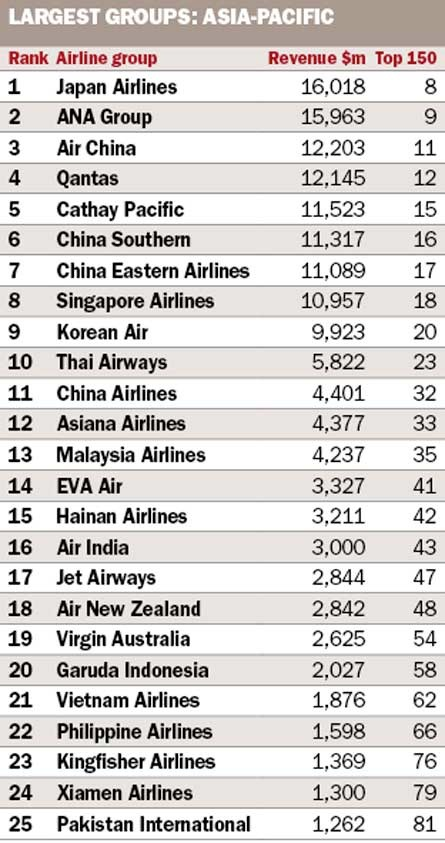 LARGEST GROUPS: ASIA-PACIFIC
Rank Airline group Revenue $m Top 150
1 Japan Airlines 16,018 8
2 ANA Group 15,963 9
3 Air China 12,203 11
4 Qantas 12,145 12
5 Cathay Pacific 11,523 15
6 China Southern 11,317 16
7 China Eastern Airlines 11,089 17
8 Singapore Airlines 10,957 18
9 Korean Air 9,923 20
10 Thai Airways 5,822 23
11 China Airlines 4,401 32
12 Asiana Airlines 4,377 33
13 Malaysia Airlines 4,237 35
14 EVA Air 3,327 41
15 Hainan Airlines 3,211 42
16 Air India 3,000 43
17 Jet Airways 2,844 47
18 Air New Zealand 2,842 48
19 Virgin Australia 2,625 54
20 Garuda Indonesia 2,027 58
21 Vietnam Airlines 1,876 62
22 Philippine Airlines 1,598 66
23 Kingfisher Airlines 1,369 76
24 Xiamen Airlines 1,300 79
25 Pakistan International 1,262 81